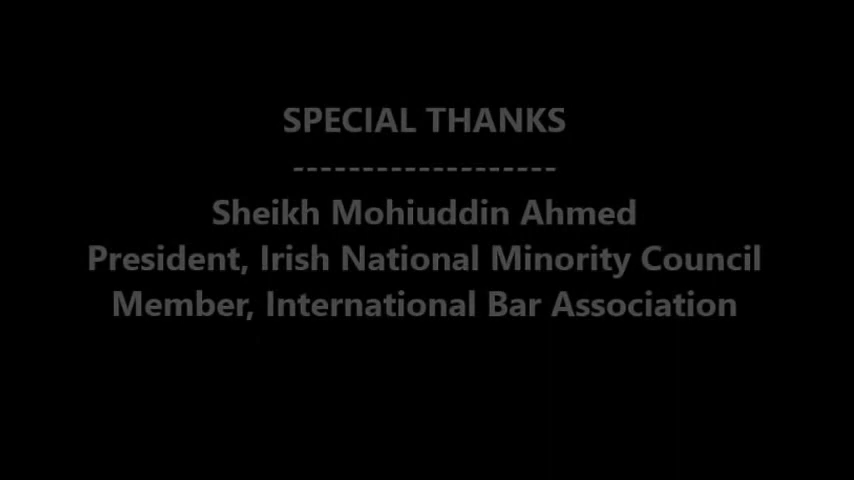 SPECIAL THANKS
-------------------
Sheikh Mohiuddin Ahmed
President, Irish National Minority Council
Member, International Bar Association